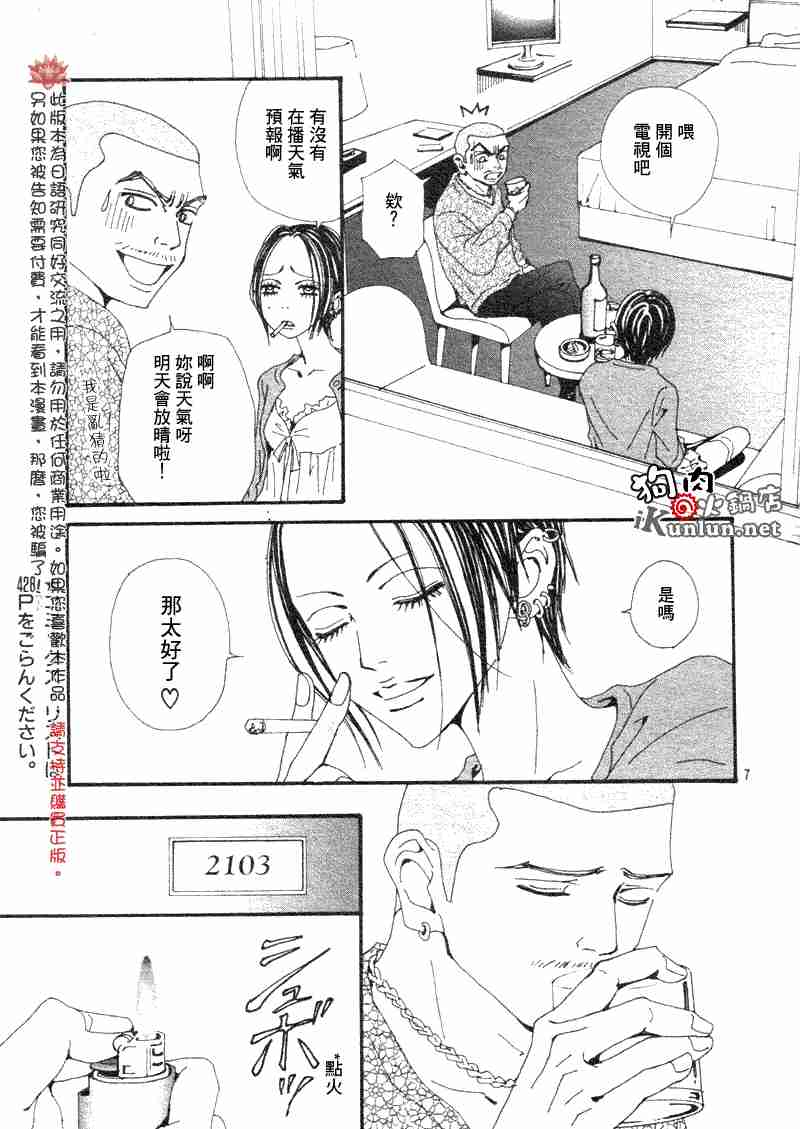 喂
開個
電視吧
欸?
有沒有
在播天氣
預報啊
啊啊
妳說天氣呀
明天會放晴啦!
我是亂猜的啦
是嗎
那太
好了♡
7
2103
シュボッ
*點火
狗肉火鍋店
iKunlun.net
此版本為日語研究同好交流之用,請勿用於任何商業用途。如果您喜歡本作品,請支持並購買正版。
另如果您被告知需要付費,才能看到本漫畫,那麼,您被騙了!
428Pをごらんください。